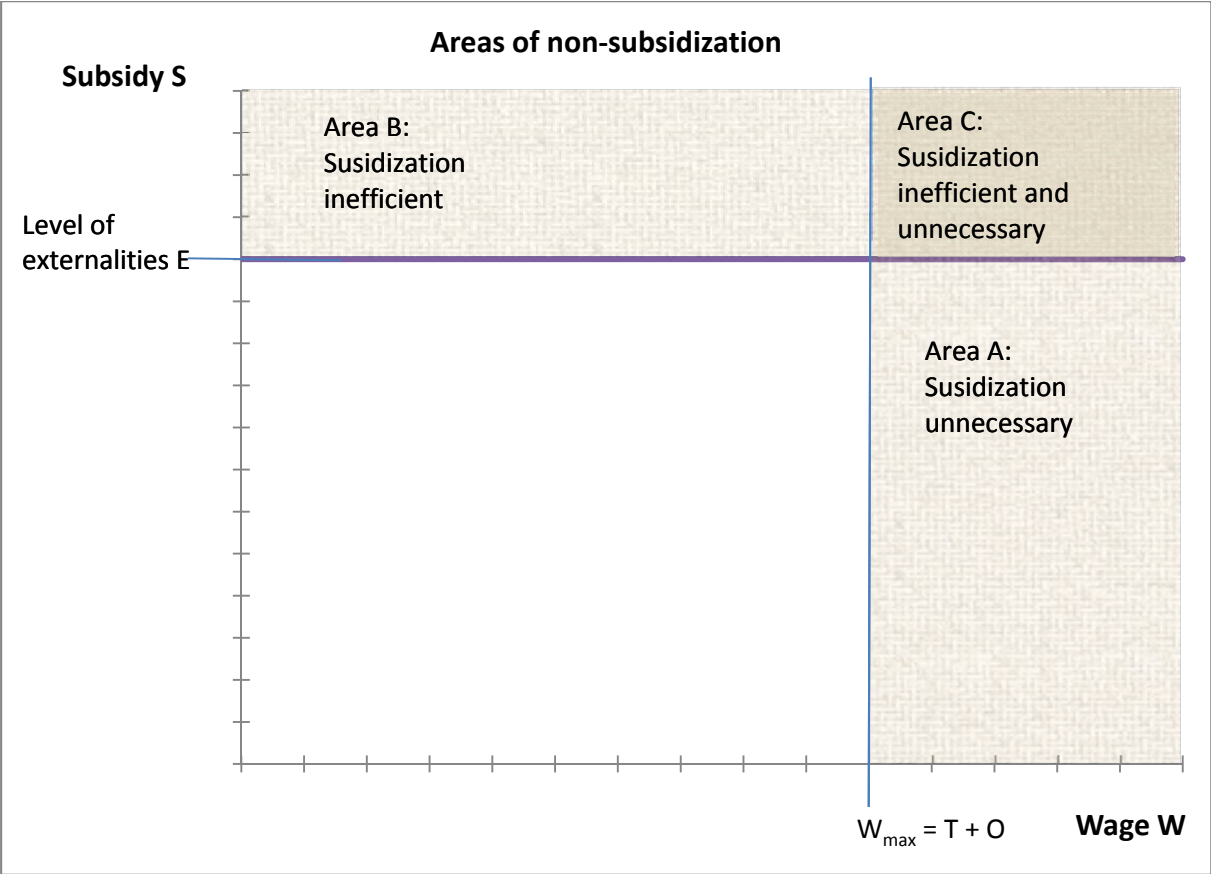 Areas of non-subsidization
Subsidy S
Area B:
Susidization
inefficient
Area C:
Susidization
inefficient and
unnecessary
Level of
externalities E
Area A:
Susidization
unnecessary
Wmax = T + O
Wage W